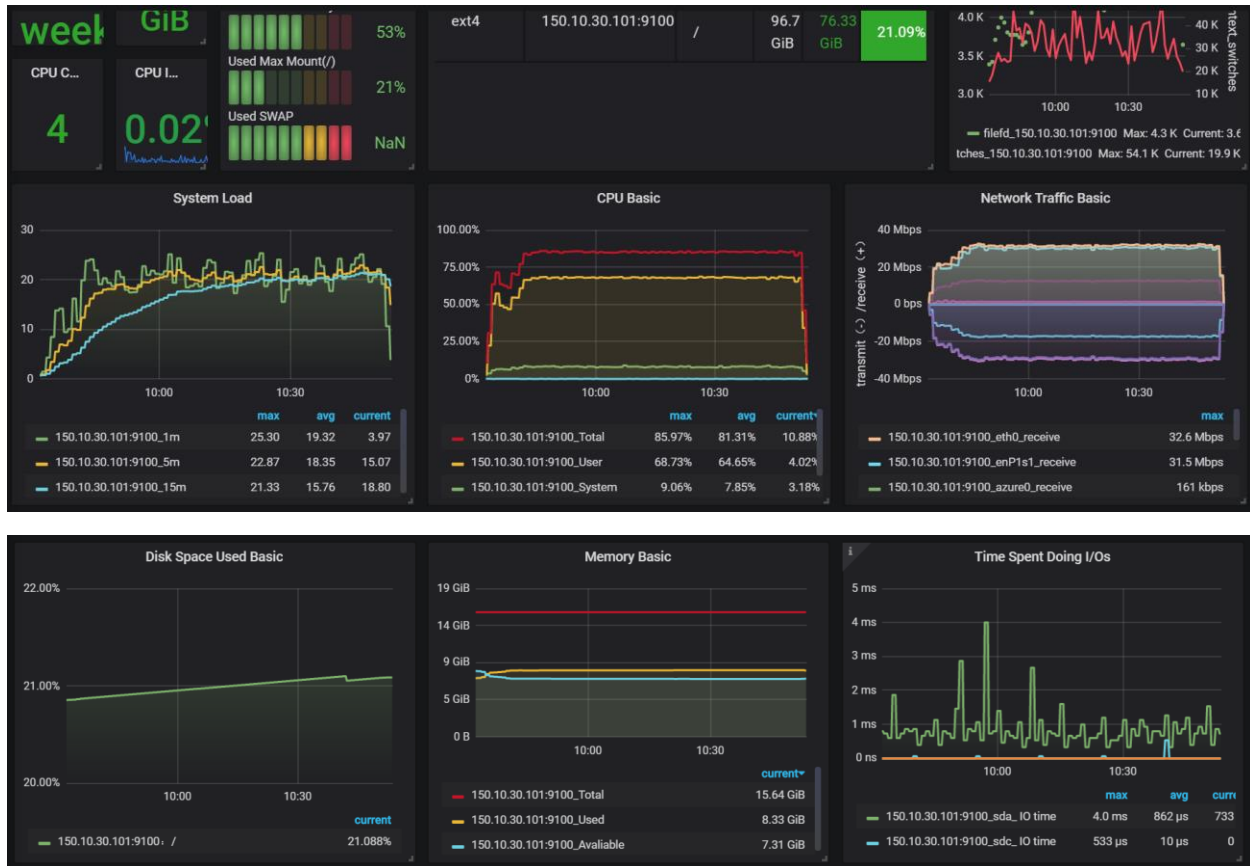 week
GiB
53%
Used Max Mount(/)
21%
Used SWAP
NaN
CPU C...
CPU I...
4
0.02
ext4 150.10.30.101:9100 / 96.7 GiB 76.33 GiB 21.09%
4.0 K
3.5 K
3.0 K
40 K
30 K
20 K
10 K
ntext_switches
10:00 10:30
filefd_150.10.30.101:9100 Max: 4.3 K Current: 3.6
tches_150.10.30.101:9100 Max: 54.1 K Current: 19.9 K
System Load
30
20
10
0
10:00 10:30
max avg current
150.10.30.101:9100_1m 25.30 19.32 3.97
150.10.30.101:9100_5m 22.87 18.35 15.07
150.10.30.101:9100_15m 21.33 15.76 18.80
CPU Basic
100.00%
75.00%
50.00%
25.00%
0%
10:00 10:30
max avg current
150.10.30.101:9100_Total 85.97% 81.31% 10.88%
150.10.30.101:9100_User 68.73% 64.65% 4.02%
150.10.30.101:9100_System 9.06% 7.85% 3.18%
Network Traffic Basic
transmit (-) /receive (+)
40 Mbps
20 Mbps
0 bps
-20 Mbps
-40 Mbps
10:00 10:30
max
150.10.30.101:9100_eth0_receive 32.6 Mbps
150.10.30.101:9100_enP1s1_receive 31.5 Mbps
150.10.30.101:9100_azure0_receive 161 kbps
Disk Space Used Basic
22.00%
21.00%
20.00%
10:00 10:30
current
150.10.30.101:9100：/ 21.088%
Memory Basic
19 GiB
14 GiB
9 GiB
5 GiB
0 B
10:00 10:30
current
150.10.30.101:9100_Total 15.64 GiB
150.10.30.101:9100_Used 8.33 GiB
150.10.30.101:9100_Avaliable 7.31 GiB
i
Time Spent Doing I/Os
5 ms
4 ms
3 ms
2 ms
1 ms
0 ns
10:00 10:30
max avg curre
150.10.30.101:9100_sda_ IO time 4.0 ms 862 µs 733
150.10.30.101:9100_sdc_ IO time 533 µs 10 µs 0